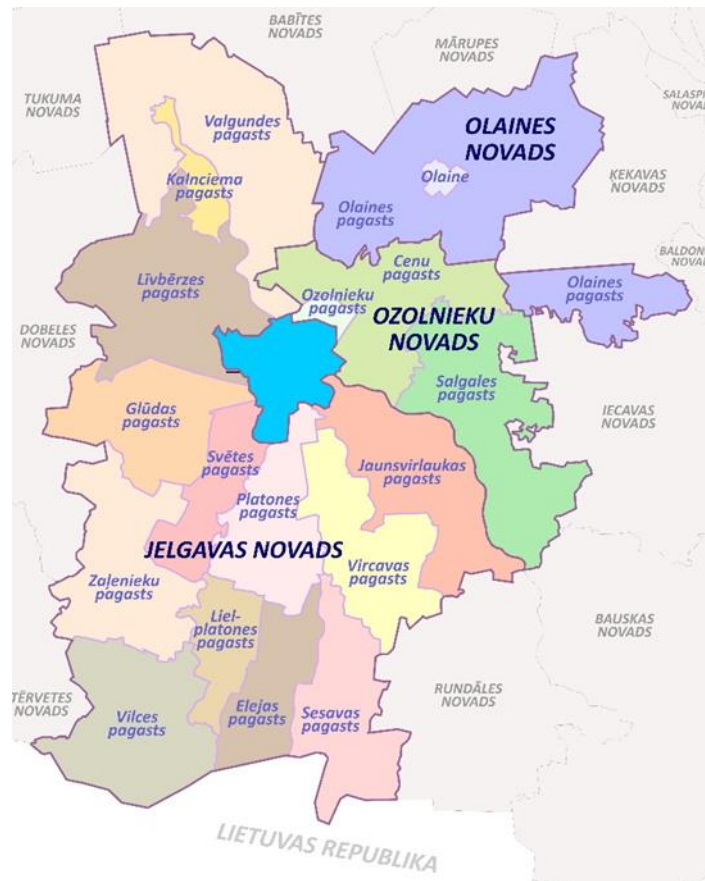 BABĪTES
NOVADS
MĀRUPES
NOVADS
TUKUMA
NOVADS
SALASP
NOVA
Valgundes
pagasts
OLAINES
NOVADS
Kalnciema
pagasts
Olaine
ĶEKAVAS
NOVADS
Olaines
pagasts
Cenu
pagasts
BALDON
NOVA
Līvbērzes
pagasts
Olaines
pagasts
Ozolnieku
pagasts
OZOLNIEKU
NOVADS
DOBELES
NOVADS
Salgales
pagasts
Glūdas
pagasts
IECAVAS
NOVADS
Svētes
pagasts
Jaunsvirlaukas
pagasts
Platones
pagasts
JELGAVAS NOVADS
Vircavas
pagasts
Zaļenieku
pagasts
Liel-
platones
pagasts
BAUSKAS
NOVADS
TĒRVETES
NOVADS
RUNDĀLES
NOVADS
Vilces
pagasts
Elejas
pagasts
Sesavas
pagasts
LIETUVAS REPUBLIKA